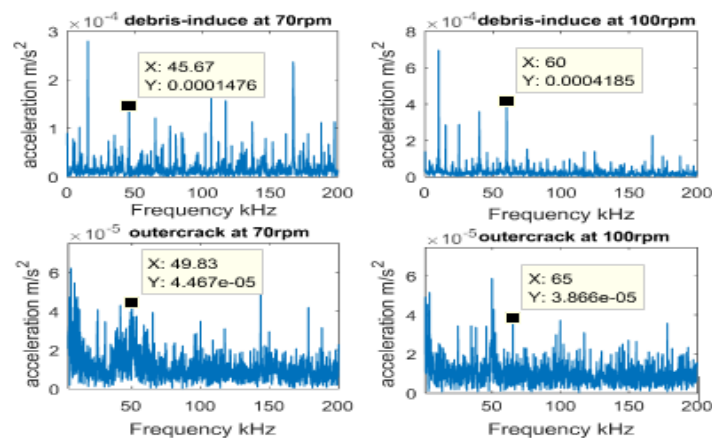 debris-induce at 70rpm
× 10⁻⁴
acceleration m/s²
3
2
1
0
X: 45.67
Y: 0.0001476
0 50 100 150 200
Frequency kHz
debris-induce at 100rpm
× 10⁻⁴
acceleration m/s²
8
6
4
2
0
X: 60
Y: 0.0004185
0 50 100 150 200
Frequency kHz
outercrack at 70rpm
× 10⁻⁵
acceleration m/s²
6
4
2
0
X: 49.83
Y: 4.467e-05
50 100 150 200
Frequency kHz
outercrack at 100rpm
× 10⁻⁵
acceleration m/s²
6
4
2
0
X: 65
Y: 3.866e-05
50 100 150 200
Frequency kHz